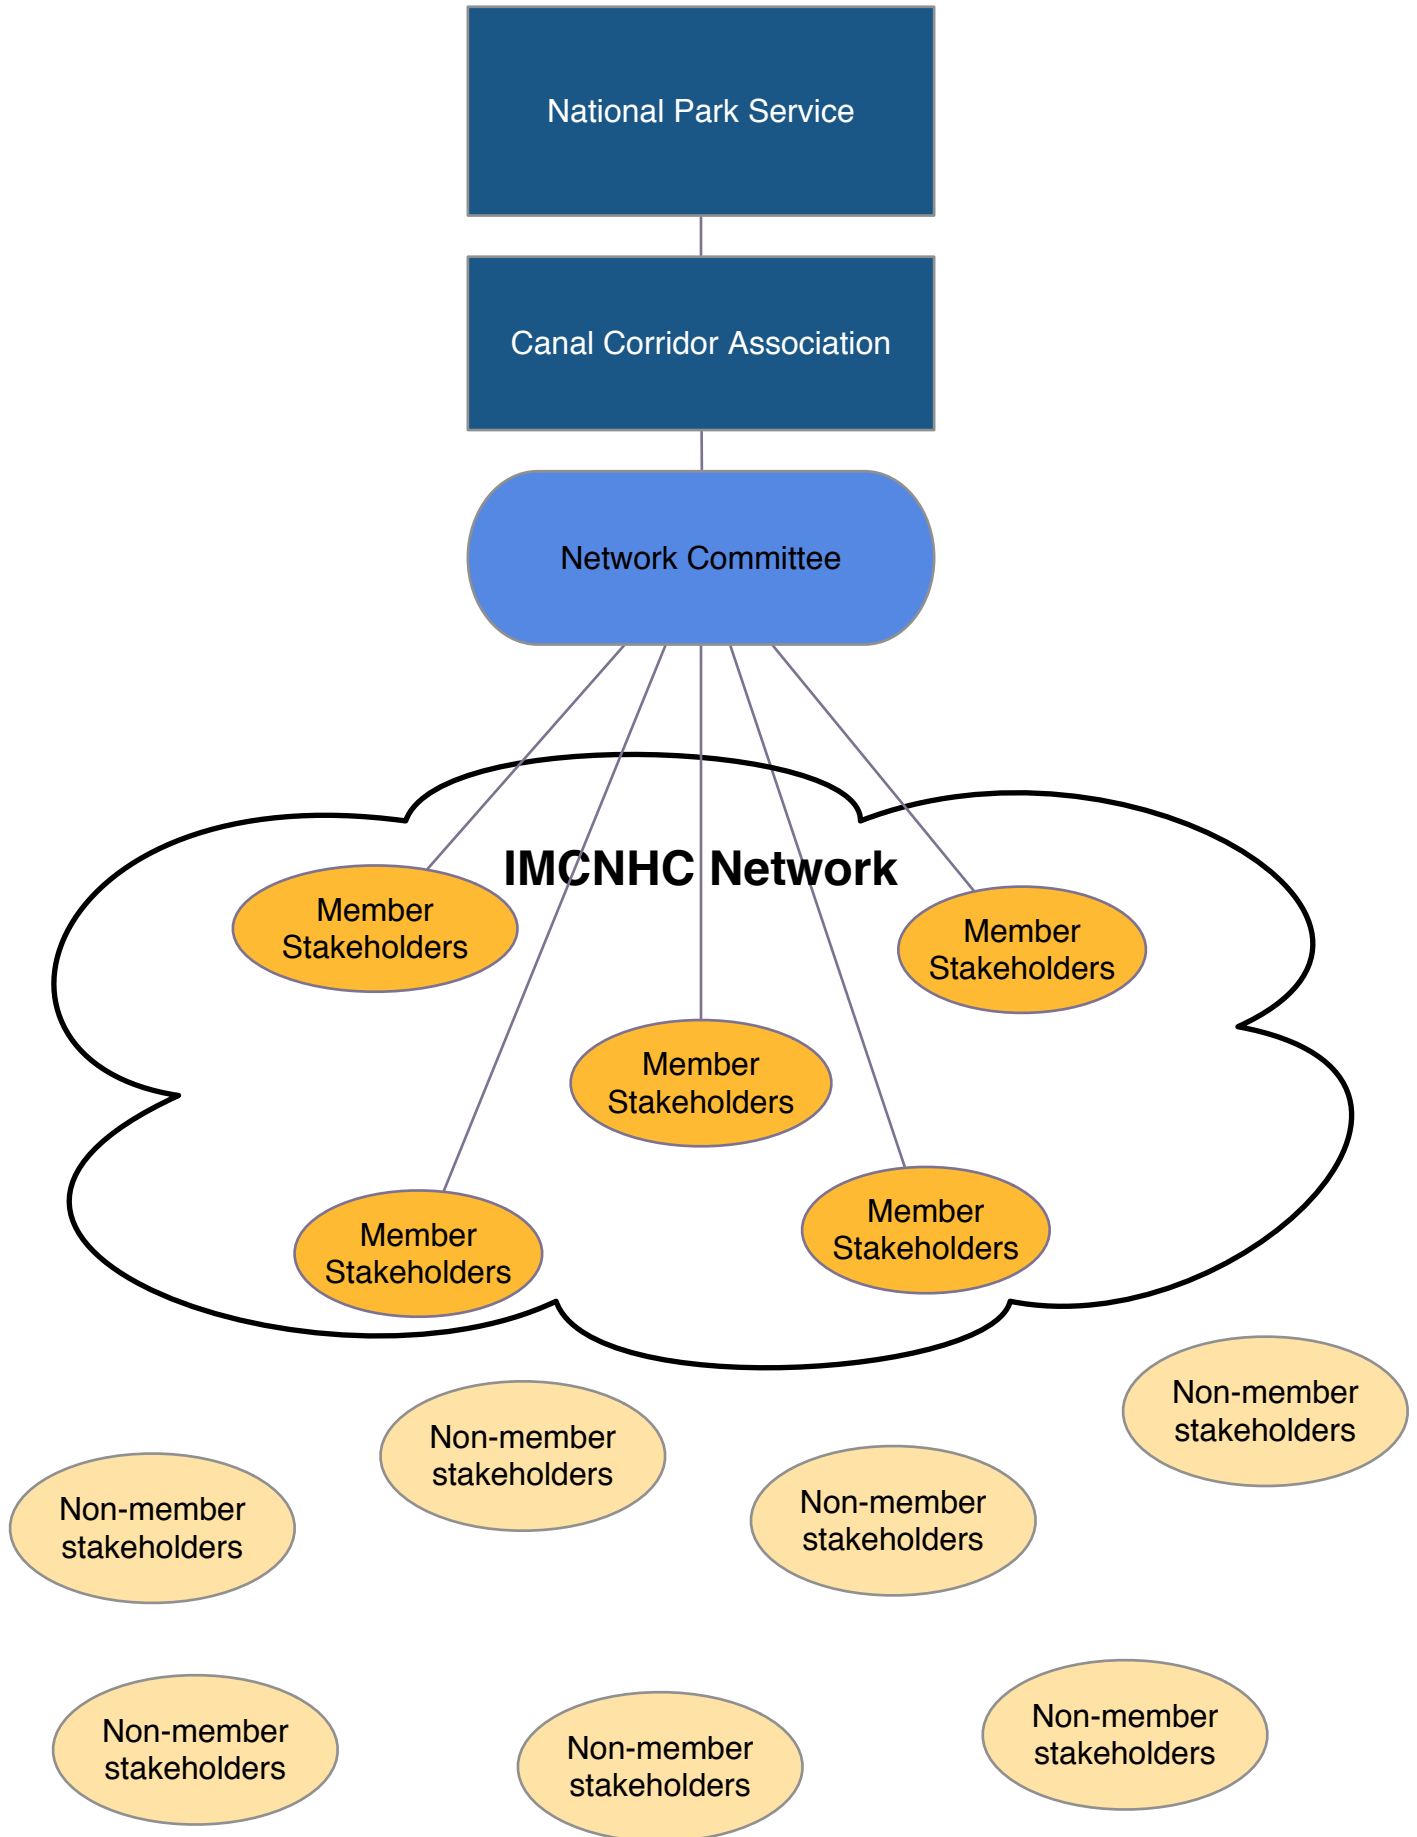 National Park Service
Canal Corridor Association
Network Committee
IMCNHC Network
Member
Stakeholders
Member
Stakeholders
Member
Stakeholders
Member
Stakeholders
Member
Stakeholders
Non-member
stakeholders
Non-member
stakeholders
Non-member
stakeholders
Non-member
stakeholders
Non-member
stakeholders
Non-member
stakeholders
Non-member
stakeholders